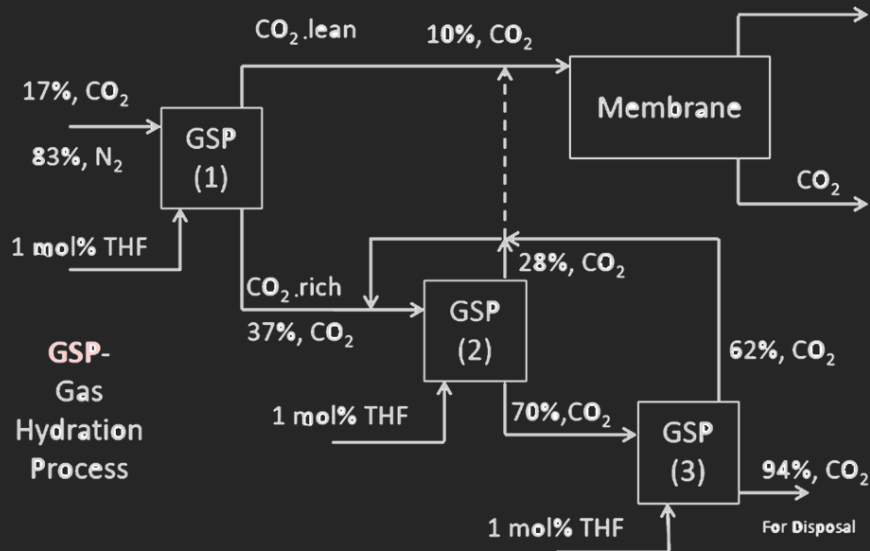 CO₂.lean
10%, CO₂
17%, CO₂
83%, N₂
GSP
(1)
Membrane
CO₂
1 mol% THF
CO₂.rich
37%, CO₂
28%, CO₂
GSP
(2)
62%, CO₂
GSP-
Gas
Hydration
Process
1 mol% THF
70%,CO₂
GSP
(3)
94%, CO₂
1 mol% THF
For Disposal